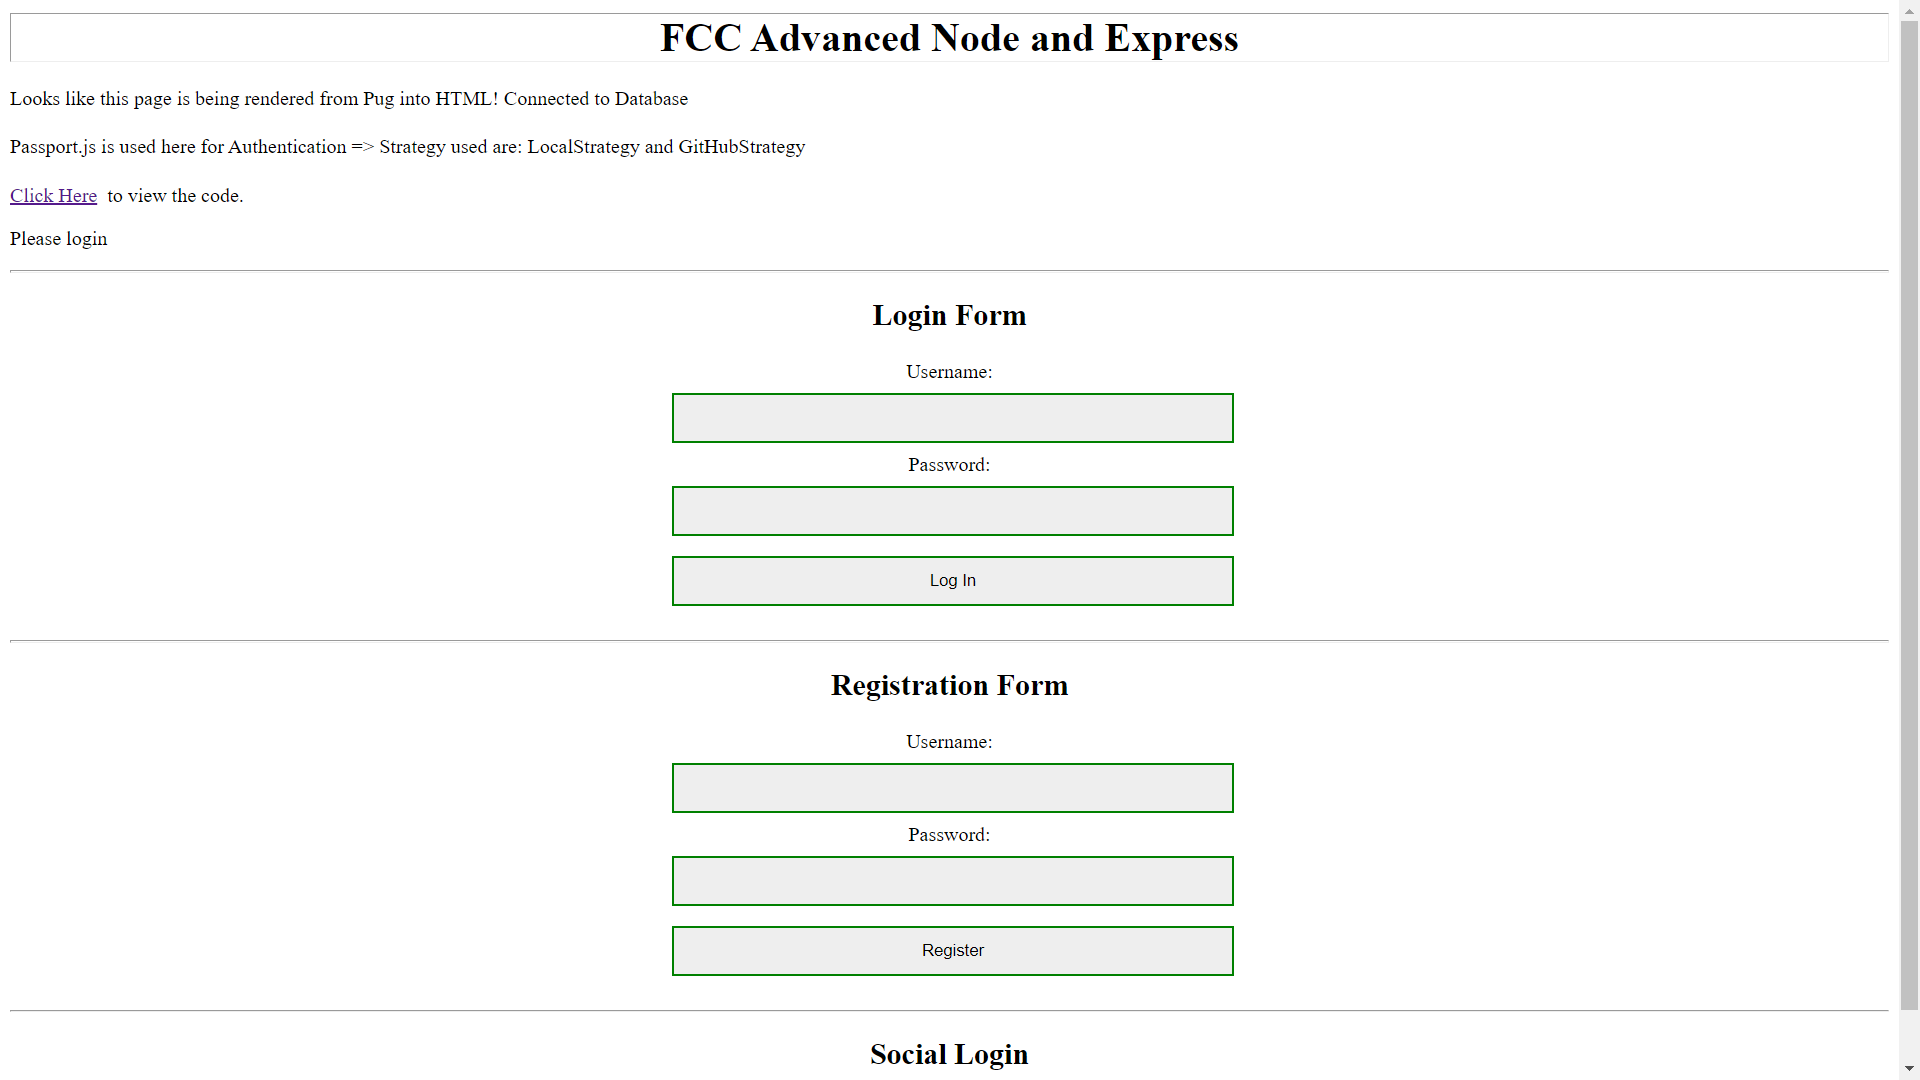 FCC Advanced Node and Express
Looks like this page is being rendered from Pug into HTML! Connected to Database
Passport.js is used here for Authentication => Strategy used are: LocalStrategy and GitHubStrategy
Click Here to view the code.
Please login
Login Form
Username:
Password:
Log In
Registration Form
Username:
Password:
Register
Social Login